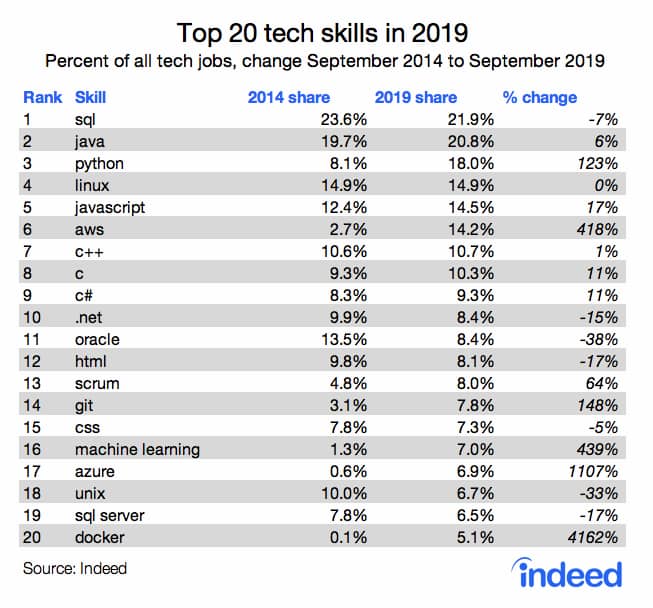 Top 20 tech skills in 2019
Percent of all tech jobs, change September 2014 to September 2019
Rank Skill 2014 share 2019 share % change
1 sql 23.6% 21.9% -7%
2 java 19.7% 20.8% 6%
3 python 8.1% 18.0% 123%
4 linux 14.9% 14.9% 0%
5 javascript 12.4% 14.5% 17%
6 aws 2.7% 14.2% 418%
7 c++ 10.6% 10.7% 1%
8 c 9.3% 10.3% 11%
9 c# 8.3% 9.3% 11%
10 .net 9.9% 8.4% -15%
11 oracle 13.5% 8.4% -38%
12 html 9.8% 8.1% -17%
13 scrum 4.8% 8.0% 64%
14 git 3.1% 7.8% 148%
15 css 7.8% 7.3% -5%
16 machine learning 1.3% 7.0% 439%
17 azure 0.6% 6.9% 1107%
18 unix 10.0% 6.7% -33%
19 sql server 7.8% 6.5% -17%
20 docker 0.1% 5.1% 4162%
Source: Indeed
indeed